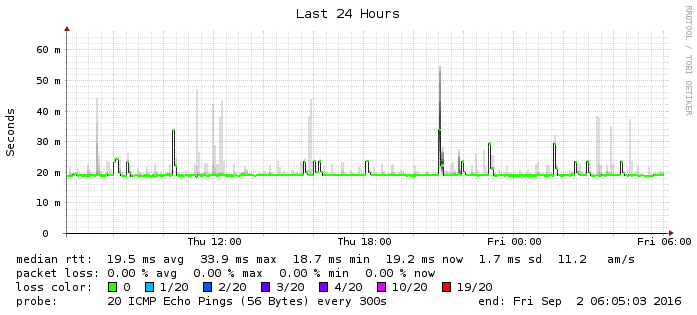 Last 24 Hours
RRDTOOL / TOBI OETIKER
Seconds
60 m
50 m
40 m
30 m
20 m
10 m
0
Thu 12:00 Thu 18:00 Fri 00:00 Fri 06:00
median rtt: 19.5 ms avg 33.9 ms max 18.7 ms min 19.2 ms now 1.7 ms sd 11.2 am/s
packet loss: 0.00 % avg 0.00 % max 0.00 % min 0.00 % now
loss color: 0 1/20 2/20 3/20 4/20 10/20 19/20
probe: 20 ICMP Echo Pings (56 Bytes) every 300s end: Fri Sep 2 06:05:03 2016